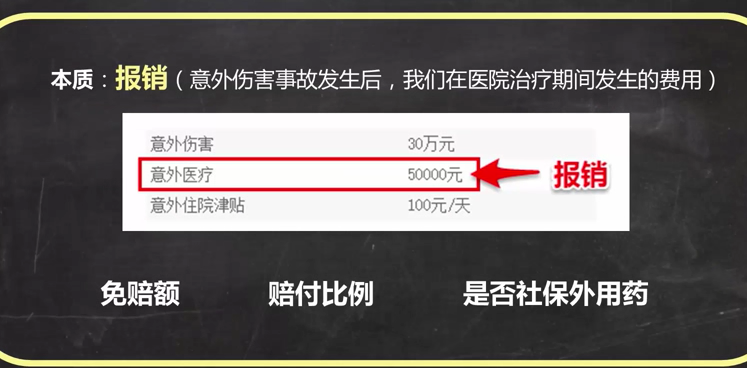 本质：报销（意外伤害事故发生后，我们在医院治疗期间发生的费用）
意外伤害 30万元
意外医疗 50000元 报销
意外住院津贴 100元/天
免赔额 赔付比例 是否社保外用药